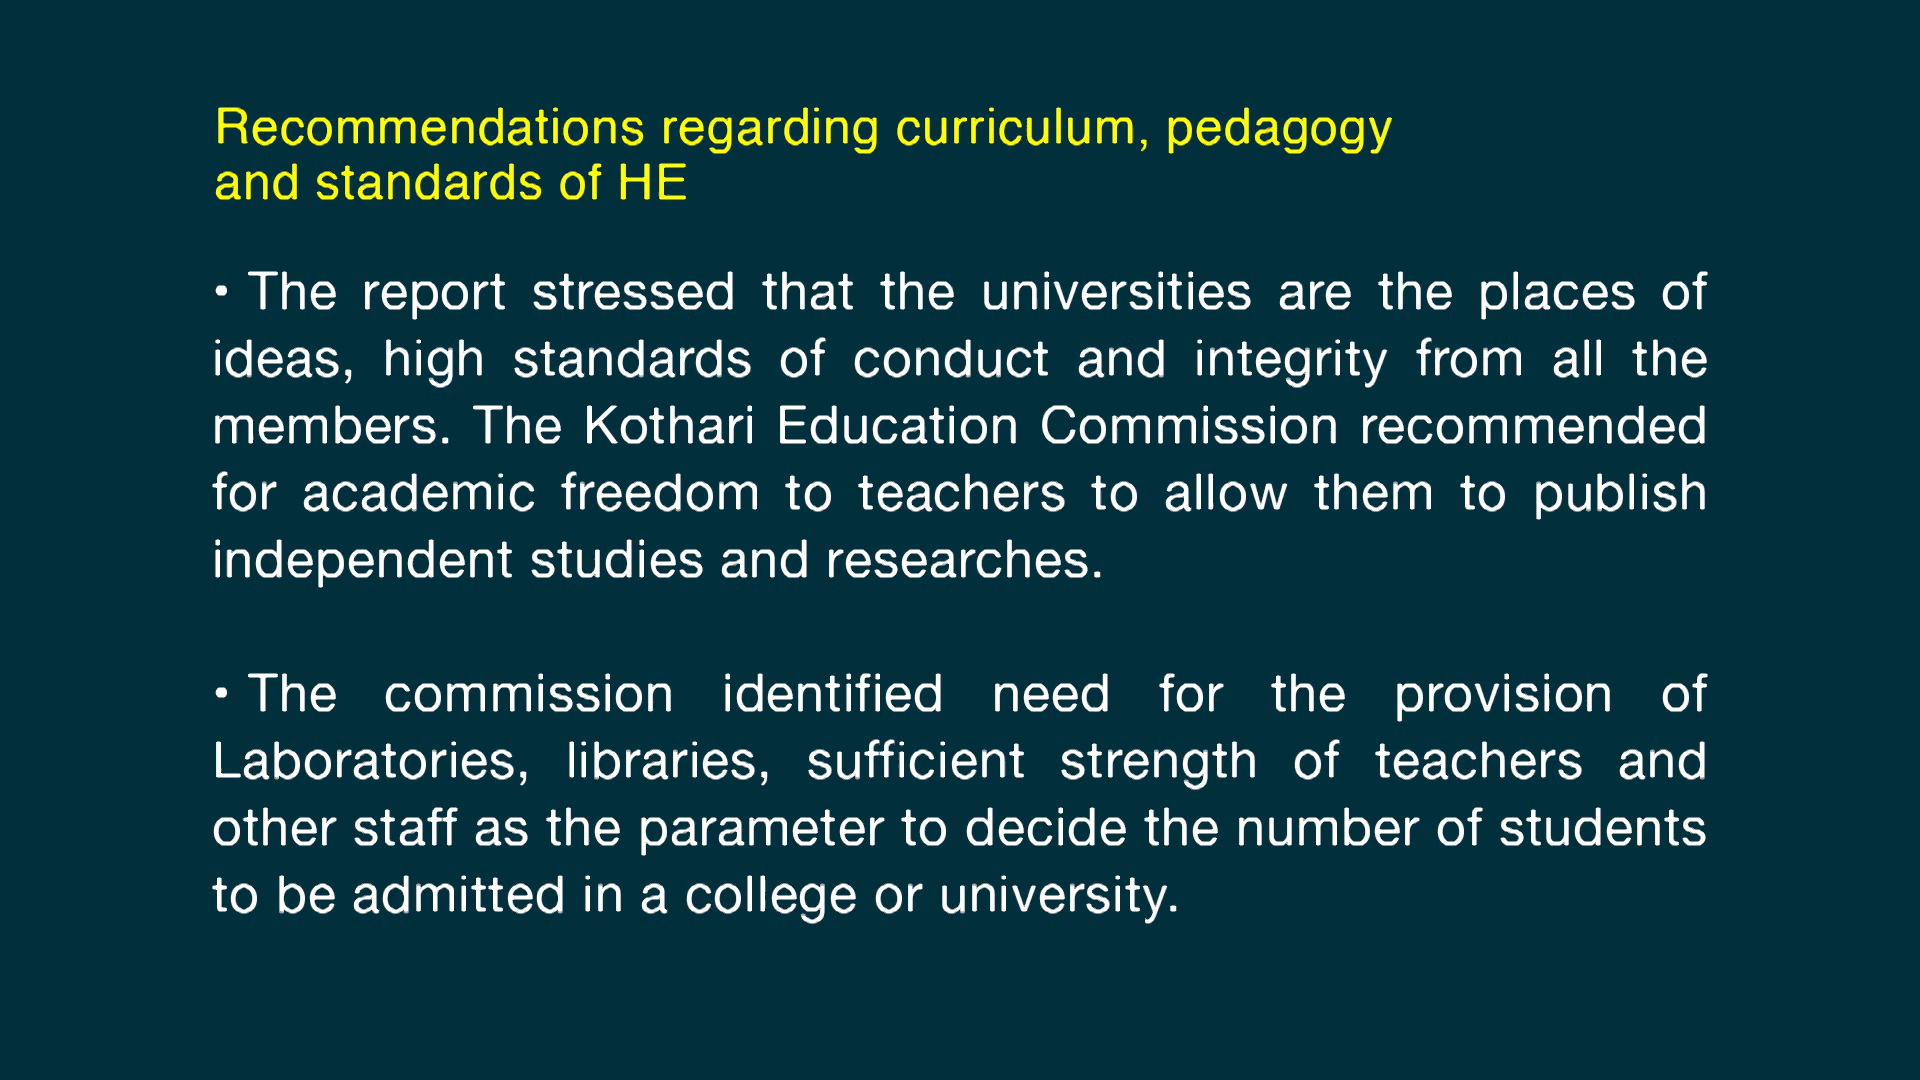 Recommendations regarding curriculum, pedagogy
and standards of HE
• The report stressed that the universities are the places of
ideas, high standards of conduct and integrity from all the
members. The Kothari Education Commission recommended
for academic freedom to teachers to allow them to publish
independent studies and researches.
• The commission identified need for the provision of
Laboratories, libraries, sufficient strength of teachers and
other staff as the parameter to decide the number of students
to be admitted in a college or university.